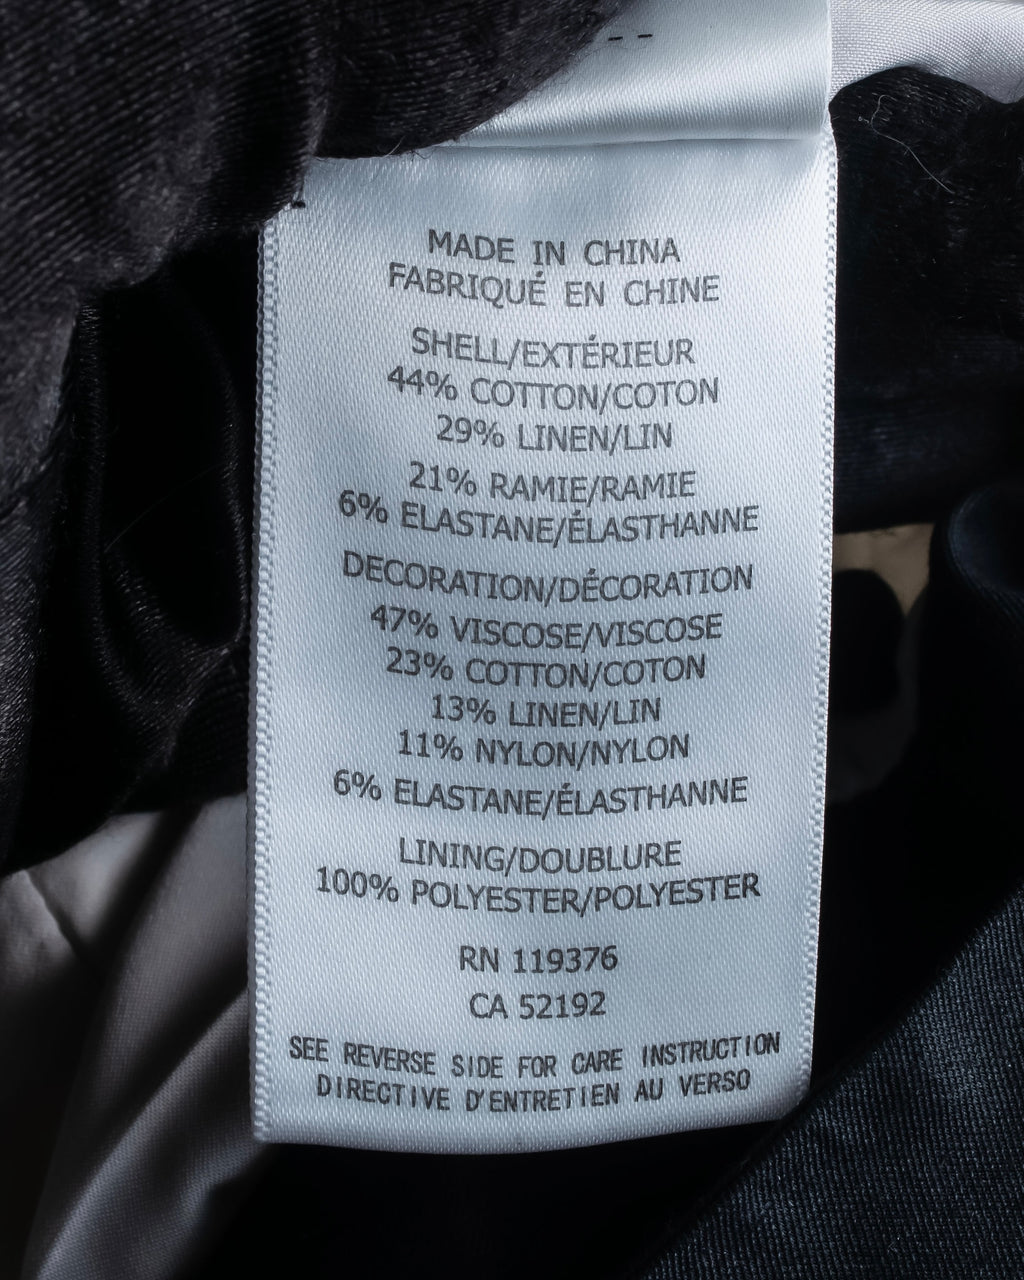 MADE IN CHINA
FABRIQUÉ EN CHINE
SHELL/EXTÉRIEUR
44% COTTON/COTON
29% LINEN/LIN
21% RAMIE/RAMIE
6% ELASTANE/ÉLASTHANNE
DECORATION/DÉCORATION
47% VISCOSE/VISCOSE
23% COTTON/COTON
13% LINEN/LIN
11% NYLON/NYLON
6% ELASTANE/ÉLASTHANNE
LINING/DOUBLURE
100% POLYESTER/POLYESTER
RN 119376
CA 52192
SEE REVERSE SIDE FOR CARE INSTRUCTION
DIRECTIVE D'ENTRETIEN AU VERSO